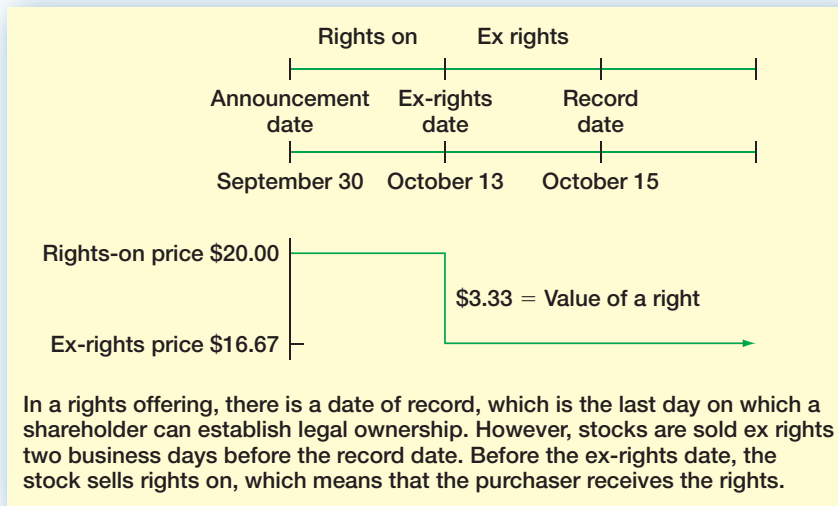 Rights on Ex rights
Announcement date Ex-rights date Record date
September 30 October 13 October 15
Rights-on price $20.00
$3.33 = Value of a right
Ex-rights price $16.67
In a rights offering, there is a date of record, which is the last day on which a
shareholder can establish legal ownership. However, stocks are sold ex rights
two business days before the record date. Before the ex-rights date, the
stock sells rights on, which means that the purchaser receives the rights.